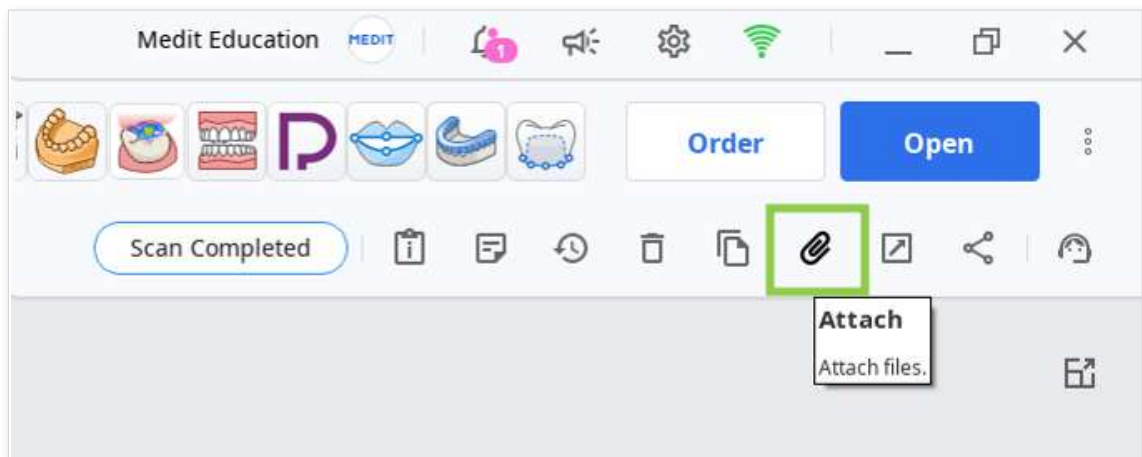 Medit Education MEDIT
1
Order Open
Scan Completed
Attach
Attach files.